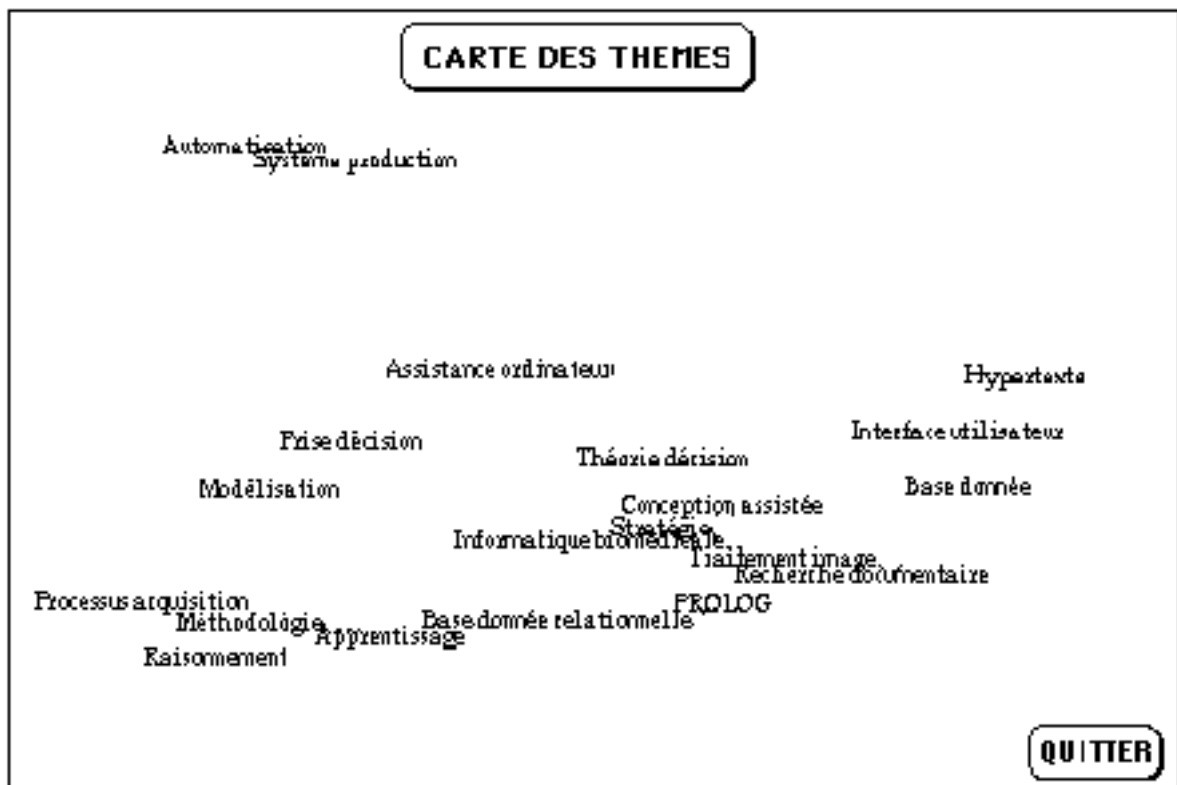 CARTE DES THEMES
Automatisation
Système production
Assistance ordinateur
Hypertexte
Interface utilisateur
Prise décision
Théorie décision
Modélisation
Base donnée
Conception assistée
Stratégie
Informatique biomédicale
Traitement image
Recherche documentaire
Processus acquisition
PROLOG
Méthodologie
Base donnée relationnelle
Apprentissage
Raisonnement
QUITTER